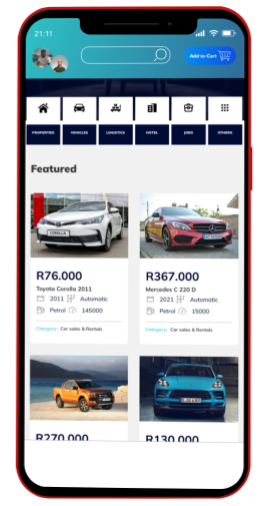 21:11
Add to Cart
PROPERTIES VEHICLES LOGISTICS HOTEL JOBS OTHERS
Featured
COROLLA
R76.000
Toyota Corolla 2011
2011 Automatic
Petrol 145000
Category: Car sales & Rentals
R367.000
Mercedes C 220 D
2021 Automatic
Petrol 15000
Category: Car sales & Rentals
R270.000
R130.000